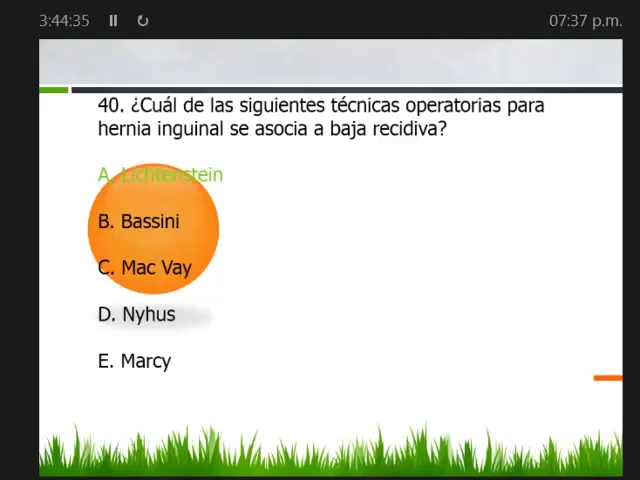 3:44:35
07:37 p.m.
40. ¿Cuál de las siguientes técnicas operatorias para
hernia inguinal se asocia a baja recidiva?
A. Lichtenstein
B. Bassini
C. Mac Vay
D. Nyhus
E. Marcy